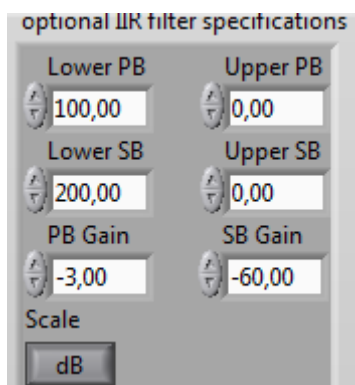 optional IIR filter specifications
Lower PB Upper PB
100,00 0,00
Lower SB Upper SB
200,00 0,00
PB Gain SB Gain
-3,00 -60,00
Scale
dB